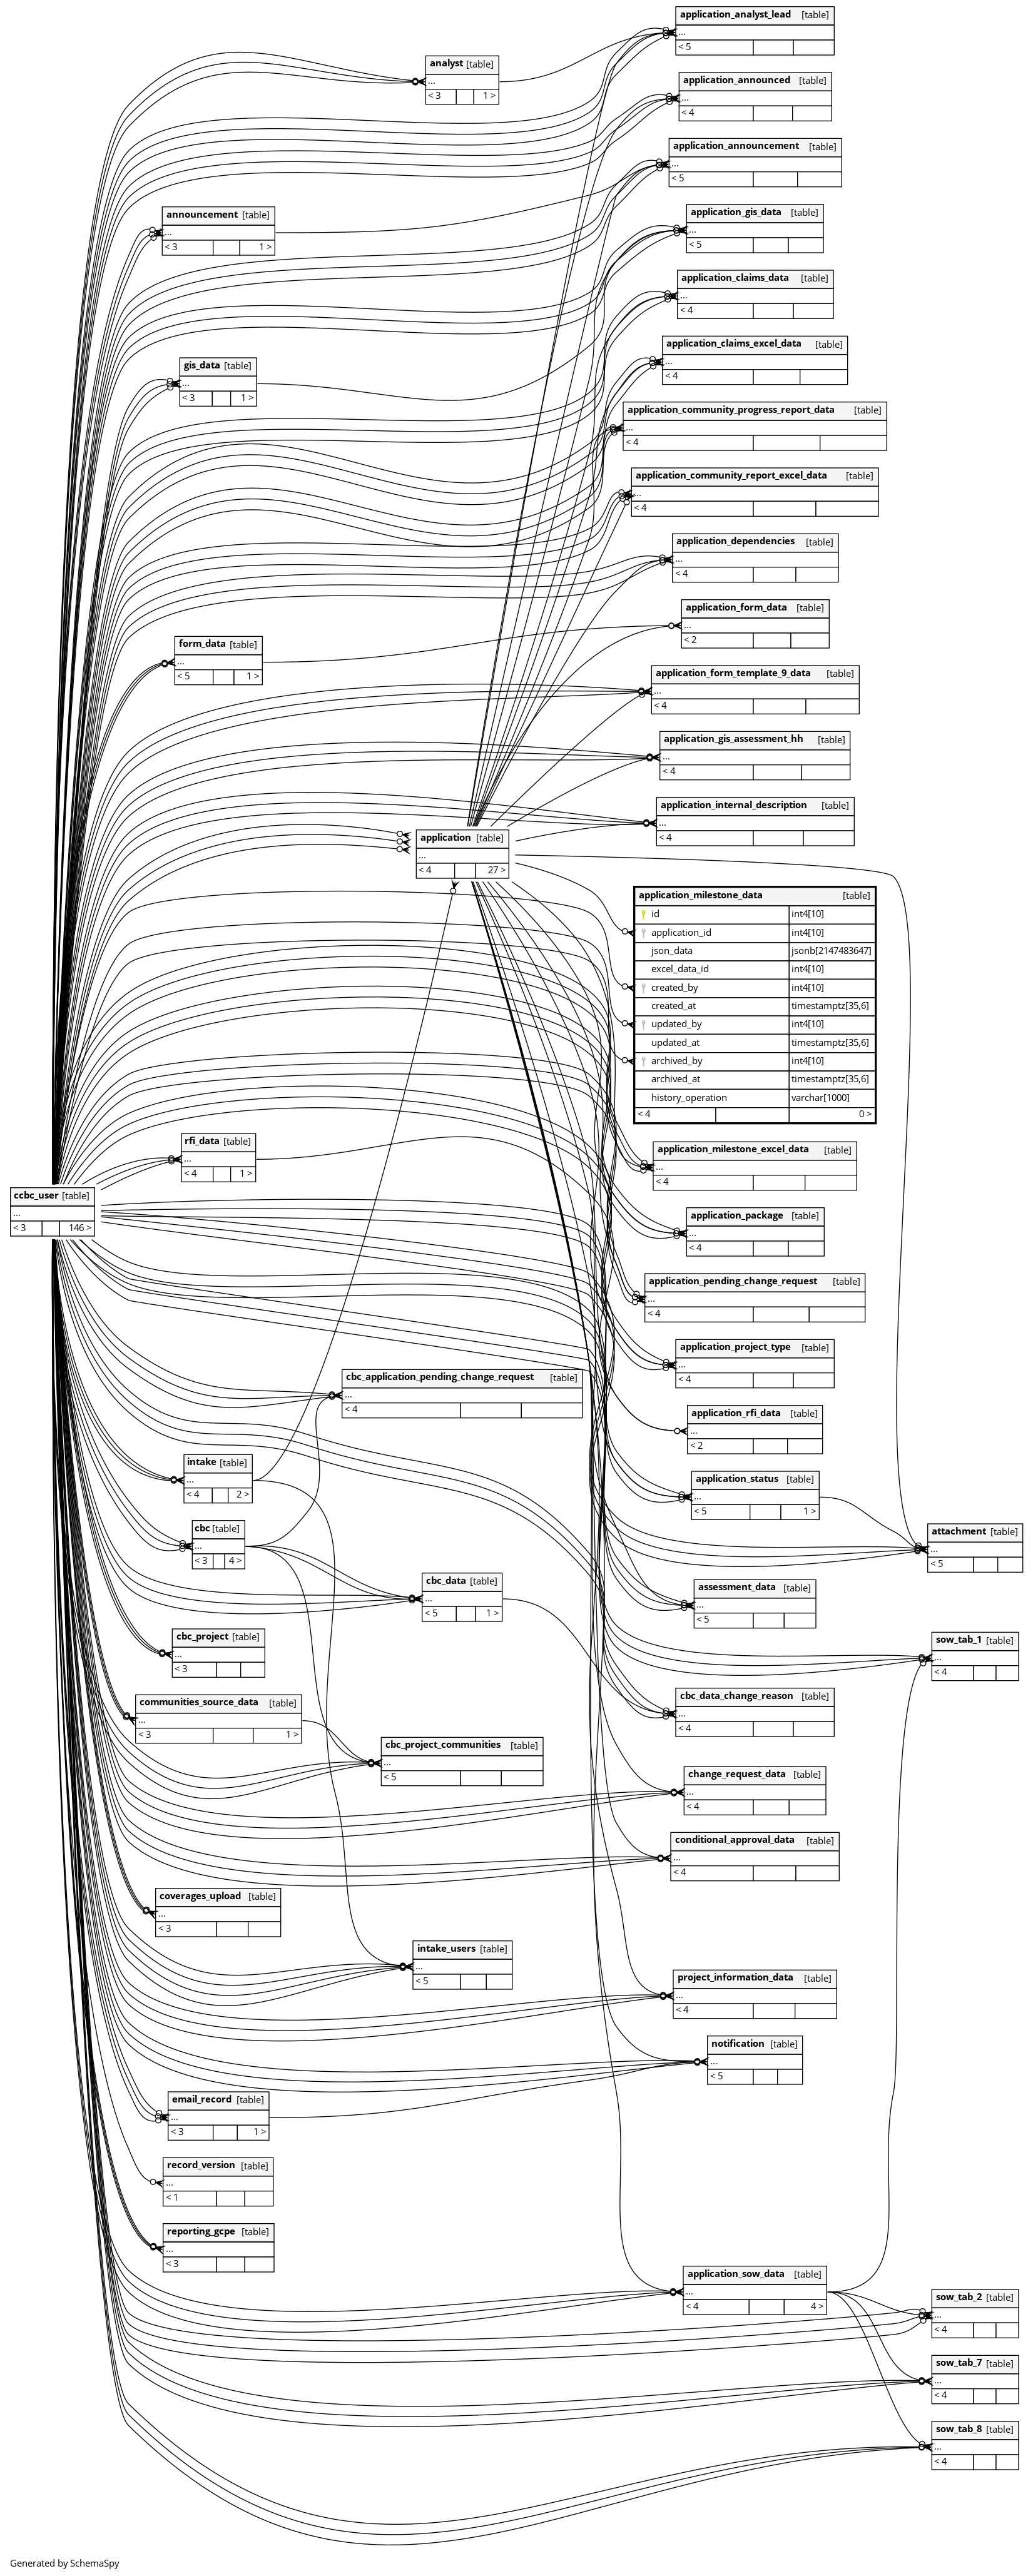 application_analyst_lead [table]
...
< 5
analyst [table]
...
< 3 1 >
application_announced [table]
...
< 4
application_announcement [table]
...
< 5
announcement [table]
...
< 3 1 >
application_gis_data [table]
...
< 5
application_claims_data [table]
...
< 4
application_claims_excel_data [table]
...
< 4
gis_data [table]
...
< 3 1 >
application_community_progress_report_data [table]
...
< 4
application_community_report_excel_data [table]
...
< 4
application_dependencies [table]
...
< 4
application_form_data [table]
...
< 2
form_data [table]
...
< 5 1 >
application_form_template_9_data [table]
...
< 4
application_gis_assessment_hh [table]
...
< 4
application_internal_description [table]
...
< 4
application [table]
...
< 4 27 >
application_milestone_data [table]
id int4[10]
application_id int4[10]
json_data jsonb[2147483647]
excel_data_id int4[10]
created_by int4[10]
created_at timestamptz[35,6]
updated_by int4[10]
updated_at timestamptz[35,6]
archived_by int4[10]
archived_at timestamptz[35,6]
history_operation varchar[1000]
< 4 0 >
rfi_data [table]
...
< 4 1 >
application_milestone_excel_data [table]
...
< 4
ccbc_user [table]
...
< 3 146 >
application_package [table]
...
< 4
application_pending_change_request [table]
...
< 4
application_project_type [table]
...
< 4
cbc_application_pending_change_request [table]
...
< 4
application_rfi_data [table]
...
< 2
intake [table]
...
< 4 2 >
application_status [table]
...
< 5 1 >
cbc [table]
...
< 3 4 >
attachment [table]
...
< 5
cbc_data [table]
...
< 5 1 >
assessment_data [table]
...
< 5
cbc_project [table]
...
< 3
sow_tab_1 [table]
...
< 4
communities_source_data [table]
...
< 3 1 >
cbc_data_change_reason [table]
...
< 4
cbc_project_communities [table]
...
< 5
change_request_data [table]
...
< 4
conditional_approval_data [table]
...
< 4
coverages_upload [table]
...
< 3
intake_users [table]
...
< 5
project_information_data [table]
...
< 4
notification [table]
...
< 5
email_record [table]
...
< 3 1 >
record_version [table]
...
< 1
reporting_gcpe [table]
...
< 3
application_sow_data [table]
...
< 4 4 >
sow_tab_2 [table]
...
< 4
sow_tab_7 [table]
...
< 4
sow_tab_8 [table]
...
< 4
Generated by SchemaSpy